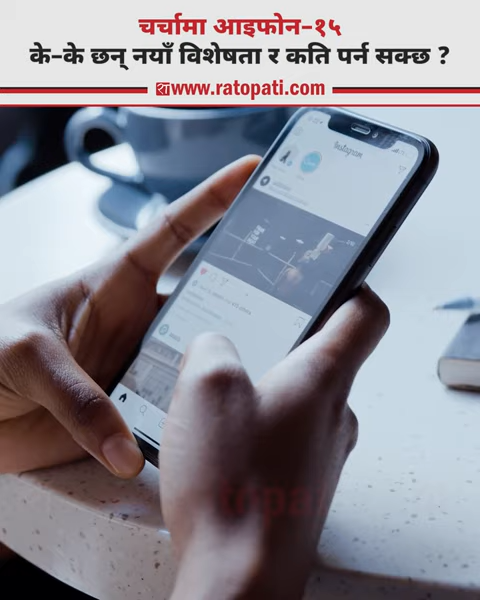 चर्चामा आइफोन-१५
के-के छन् नयाँ विशेषता र कति पर्न सक्छ ?
www.ratopati.com
Instagram